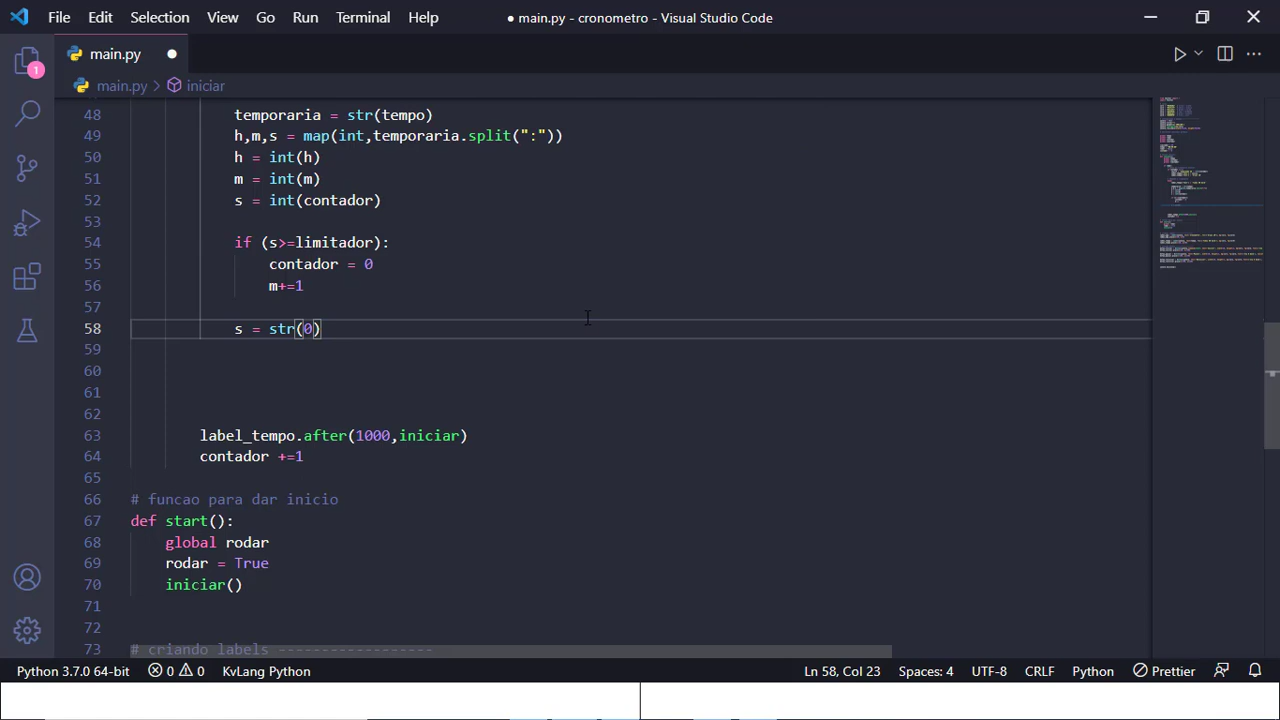 File Edit Selection View Go Run Terminal Help ● main.py - cronometro - Visual Studio Code
main.py ●
main.py > iniciar
1
48 temporaria = str(tempo)
49 h,m,s = map(int,temporaria.split(":"))
50 h = int(h)
51 m = int(m)
52 s = int(contador)
53
54 if (s>=limitador):
55 contador = 0
56 m+=1
57
58 s = str(0)
59
60
61
62
63 label_tempo.after(1000,iniciar)
64 contador +=1
65
66 # funcao para dar inicio
67 def start():
68 global rodar
69 rodar = True
70 iniciar()
71
72
73 # criando labels ------------------
Python 3.7.0 64-bit 0 0 KvLang Python Ln 58, Col 23 Spaces: 4 UTF-8 CRLF Python Prettier